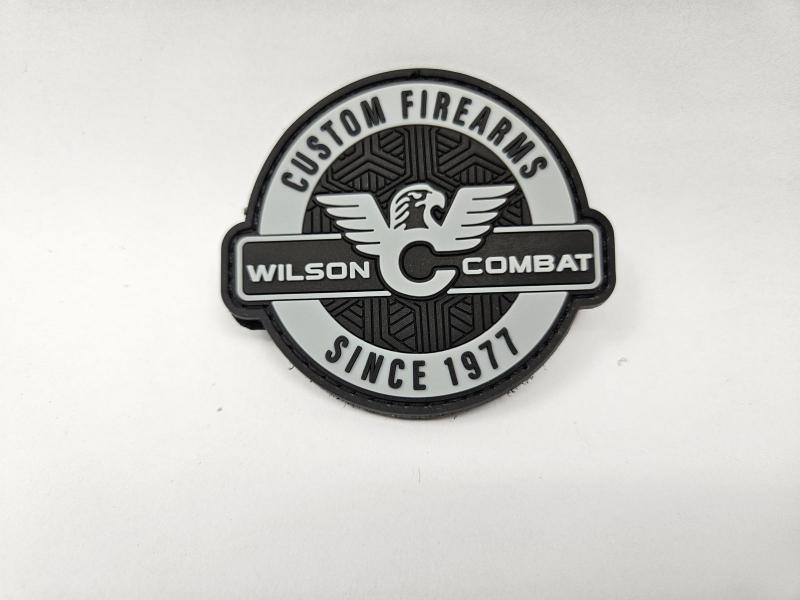 CUSTOM FIREARMS
WILSON COMBAT
SINCE 1977